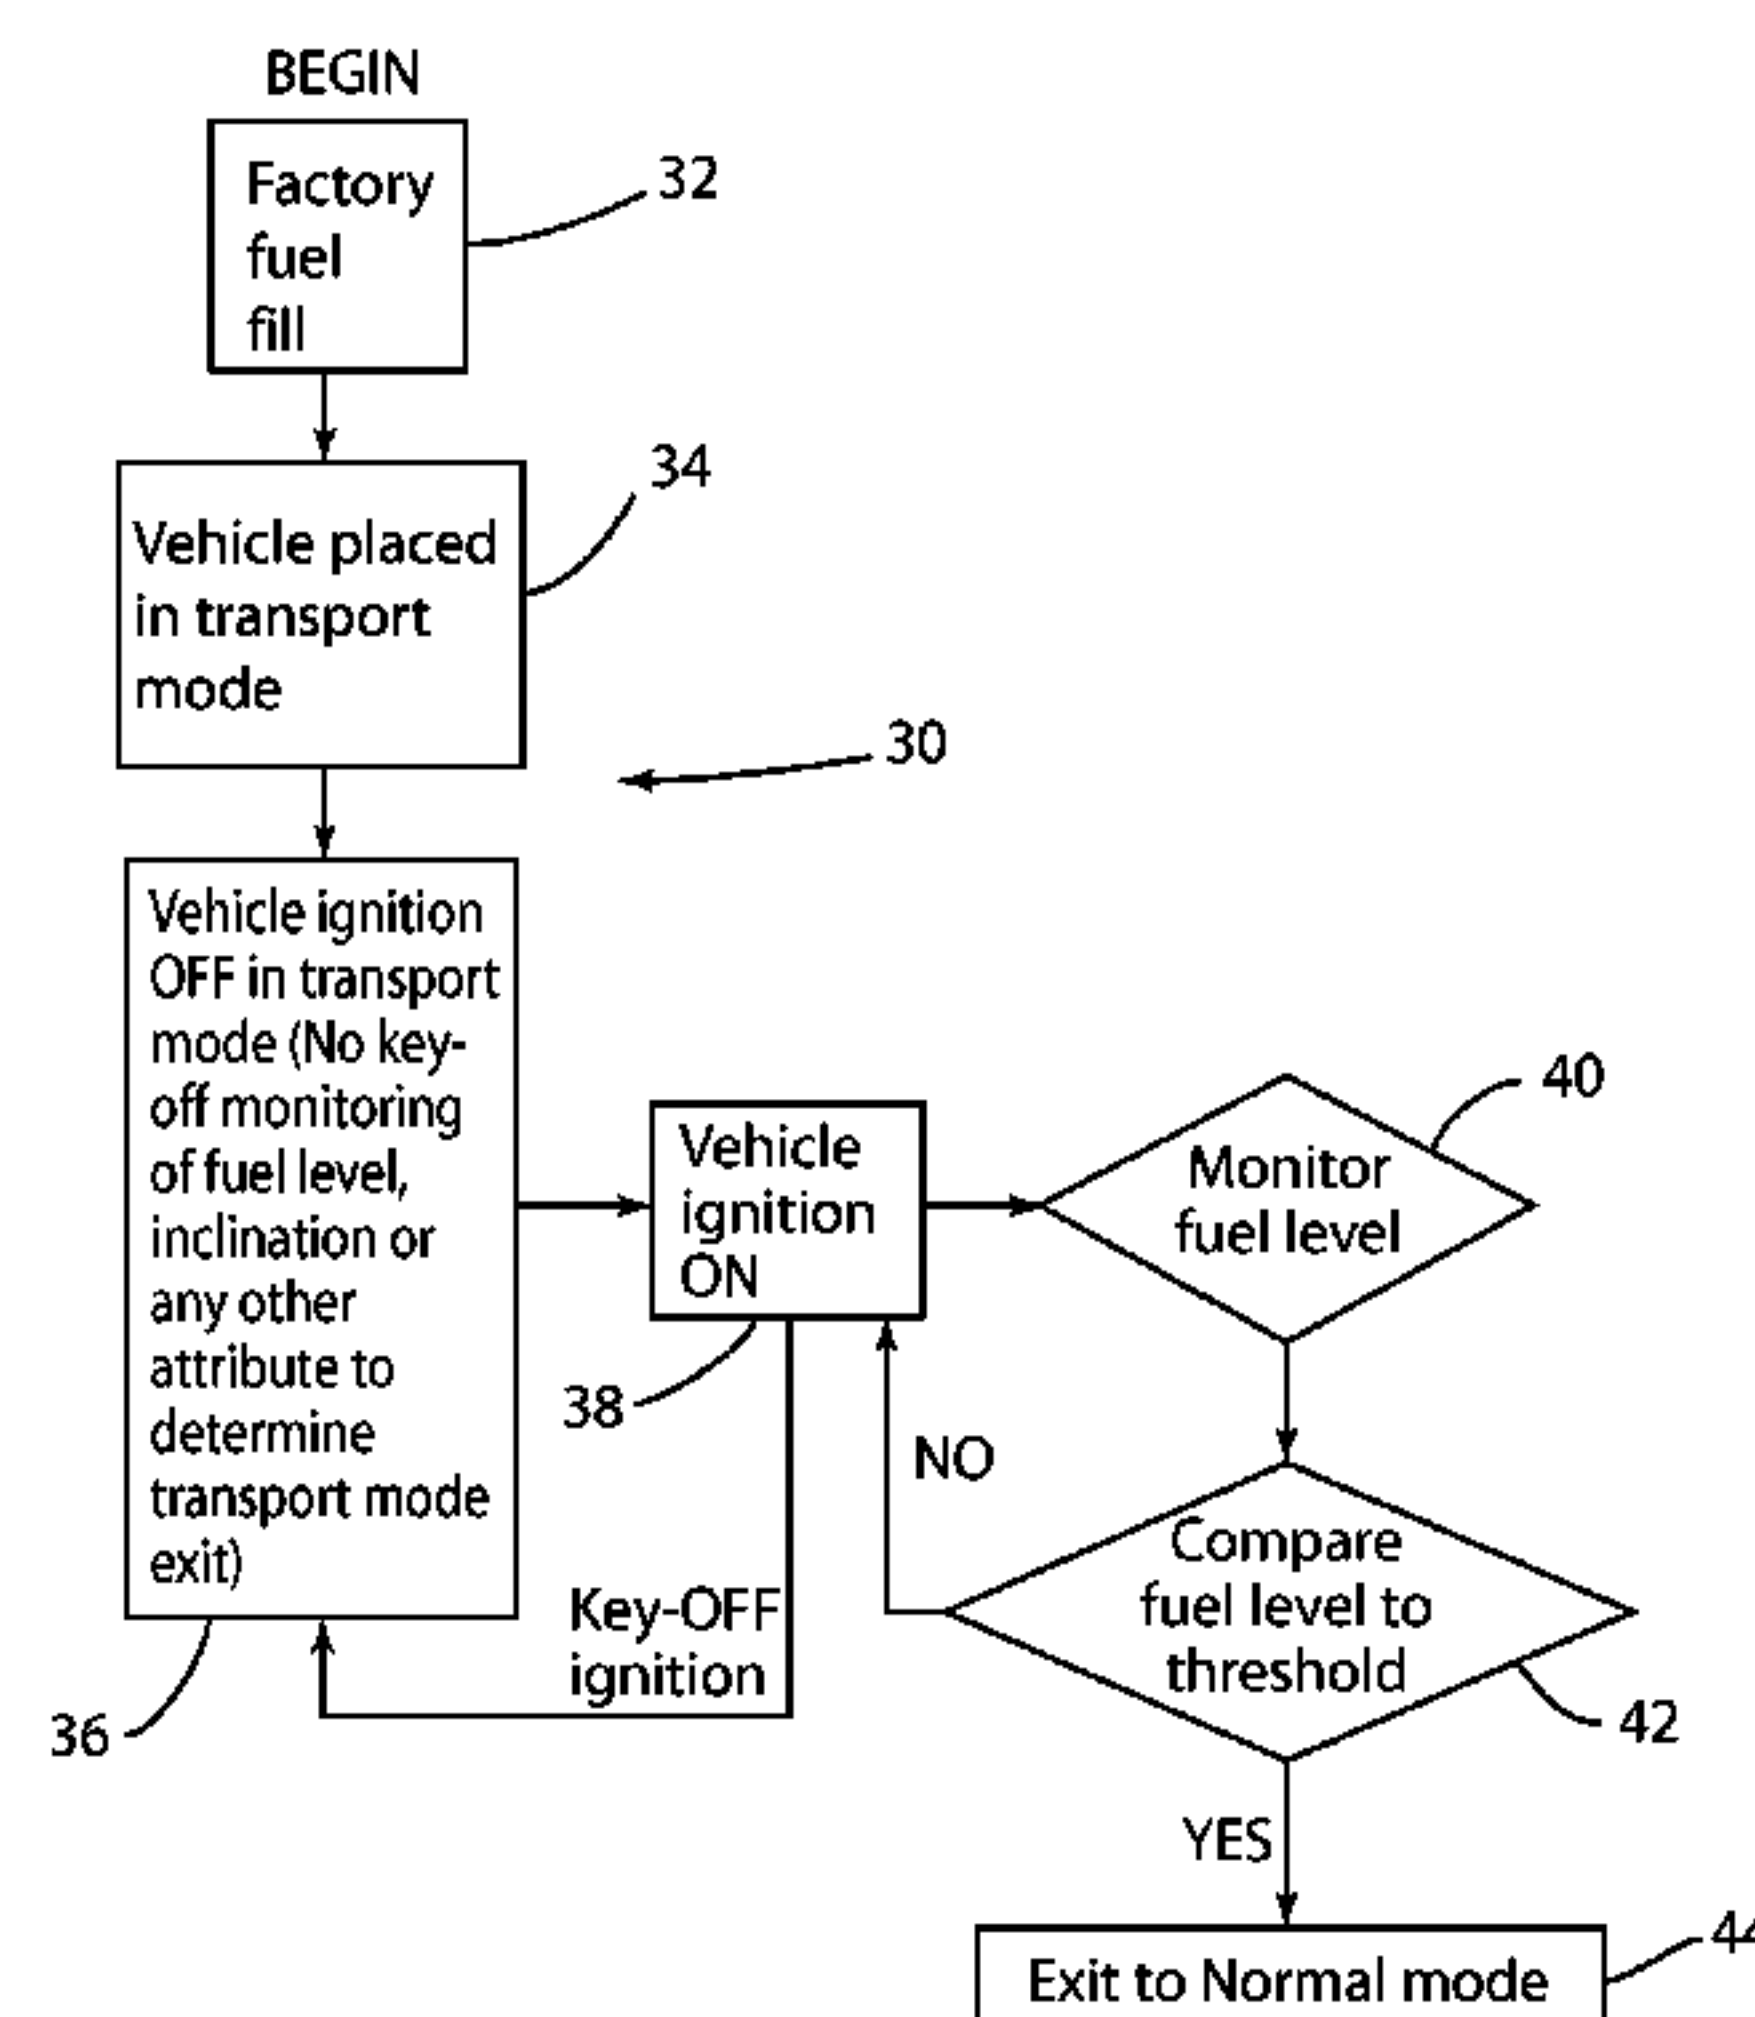 BEGIN
Factory
fuel
fill
32
Vehicle placed
in transport
mode
34
30
Vehicle ignition
OFF in transport
mode (No key-
off monitoring
of fuel level,
inclination or
any other
attribute to
determine
transport mode
exit)
36
Vehicle
ignition
ON
38
Key-OFF
ignition
Monitor
fuel level
40
NO
Compare
fuel level to
threshold
42
YES
Exit to Normal mode
44